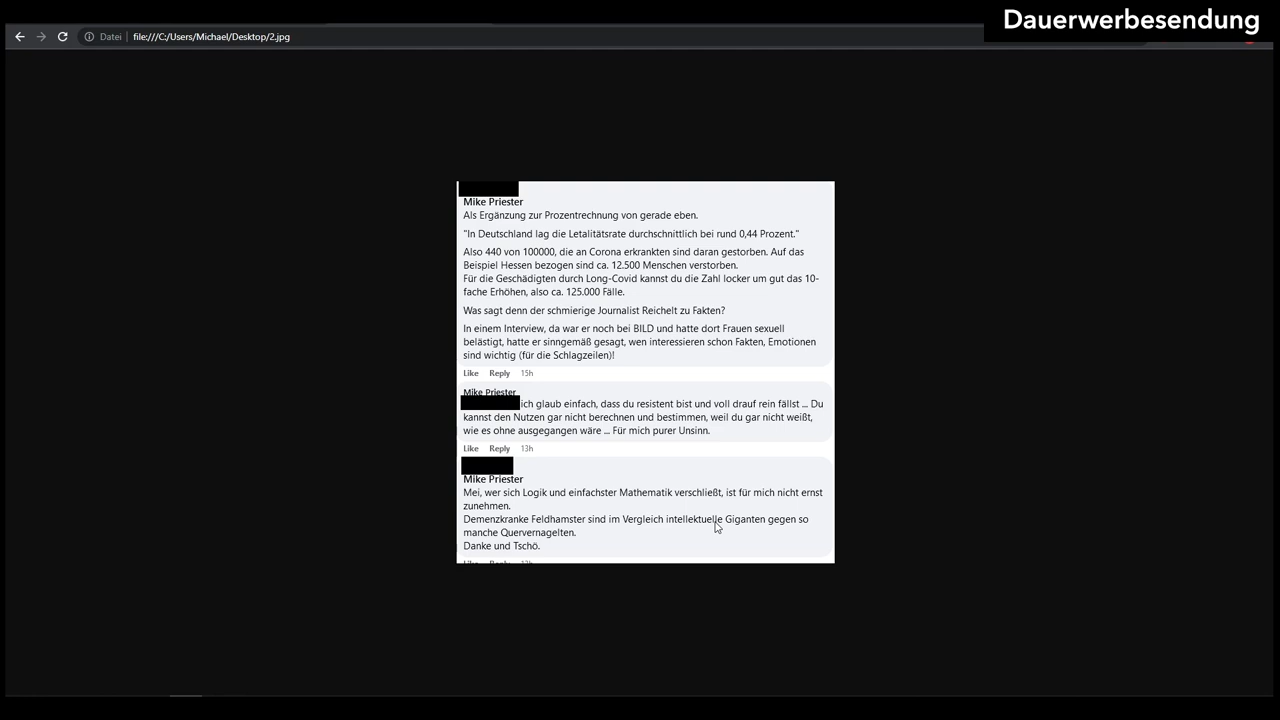 Dauerwerbesendung
Datei file:///C:/Users/Michael/Desktop/2.jpg
Mike Priester
Als Ergänzung zur Prozentrechnung von gerade eben.
"In Deutschland lag die Letalitätsrate durchschnittlich bei rund 0,44 Prozent."
Also 440 von 100000, die an Corona erkrankten sind daran gestorben. Auf das
Beispiel Hessen bezogen sind ca. 12.500 Menschen verstorben.
Für die Geschädigten durch Long-Covid kannst du die Zahl locker um gut das 10-
fache Erhöhen, also ca. 125.000 Fälle.
Was sagt denn der schmierige Journalist Reichelt zu Fakten?
In einem Interview, da war er noch bei BILD und hatte dort Frauen sexuell
belästigt, hatte er sinngemäß gesagt, wen interessieren schon Fakten, Emotionen
sind wichtig (für die Schlagzeilen)!
Like Reply 15h
Mike Priester
ich glaub einfach, dass du resistent bist und voll drauf rein fällst ... Du
kannst den Nutzen gar nicht berechnen und bestimmen, weil du gar nicht weißt,
wie es ohne ausgegangen wäre ... Für mich purer Unsinn.
Like Reply 13h
Mike Priester
Mei, wer sich Logik und einfachster Mathematik verschließt, ist für mich nicht ernst
zunehmen.
Demenzkranke Feldhamster sind im Vergleich intellektuelle Giganten gegen so
manche Quervernagelten.
Danke und Tschö.